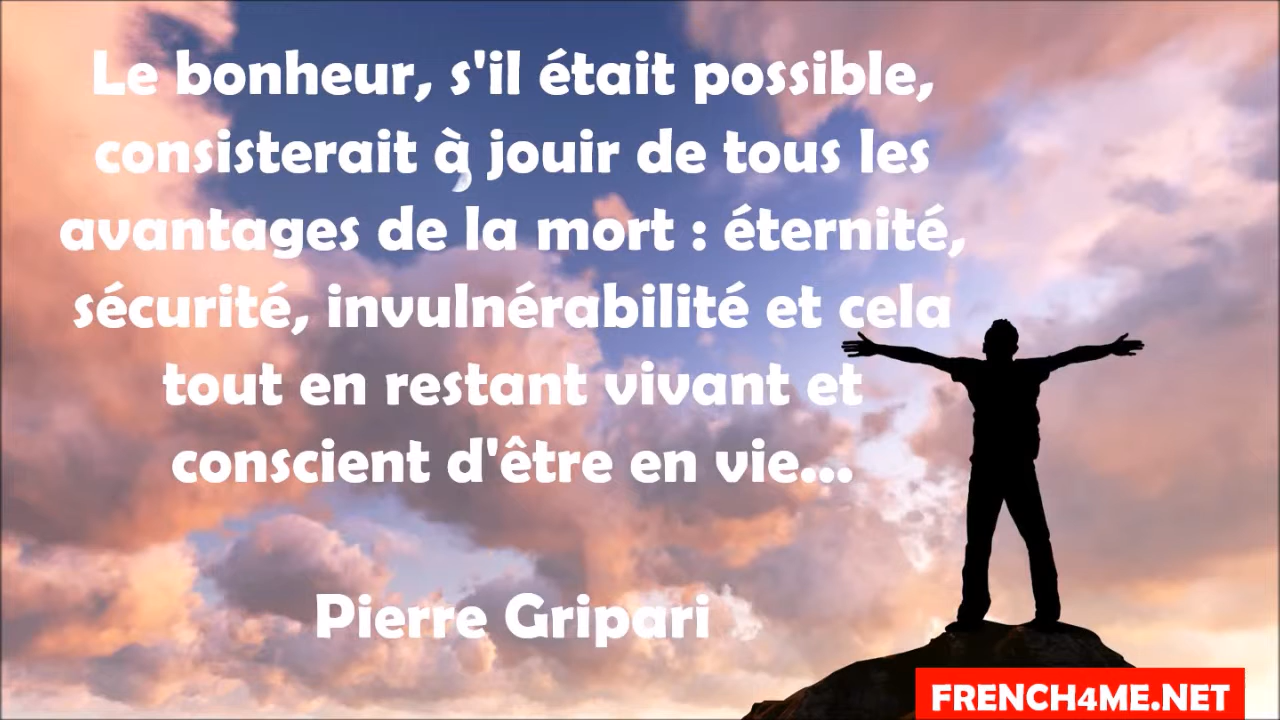 Le bonheur, s'il était possible,
consisterait à jouir de tous les
avantages de la mort : éternité,
sécurité, invulnérabilité et cela
tout en restant vivant et
conscient d'être en vie...
Pierre Gripari
FRENCH4ME.NET